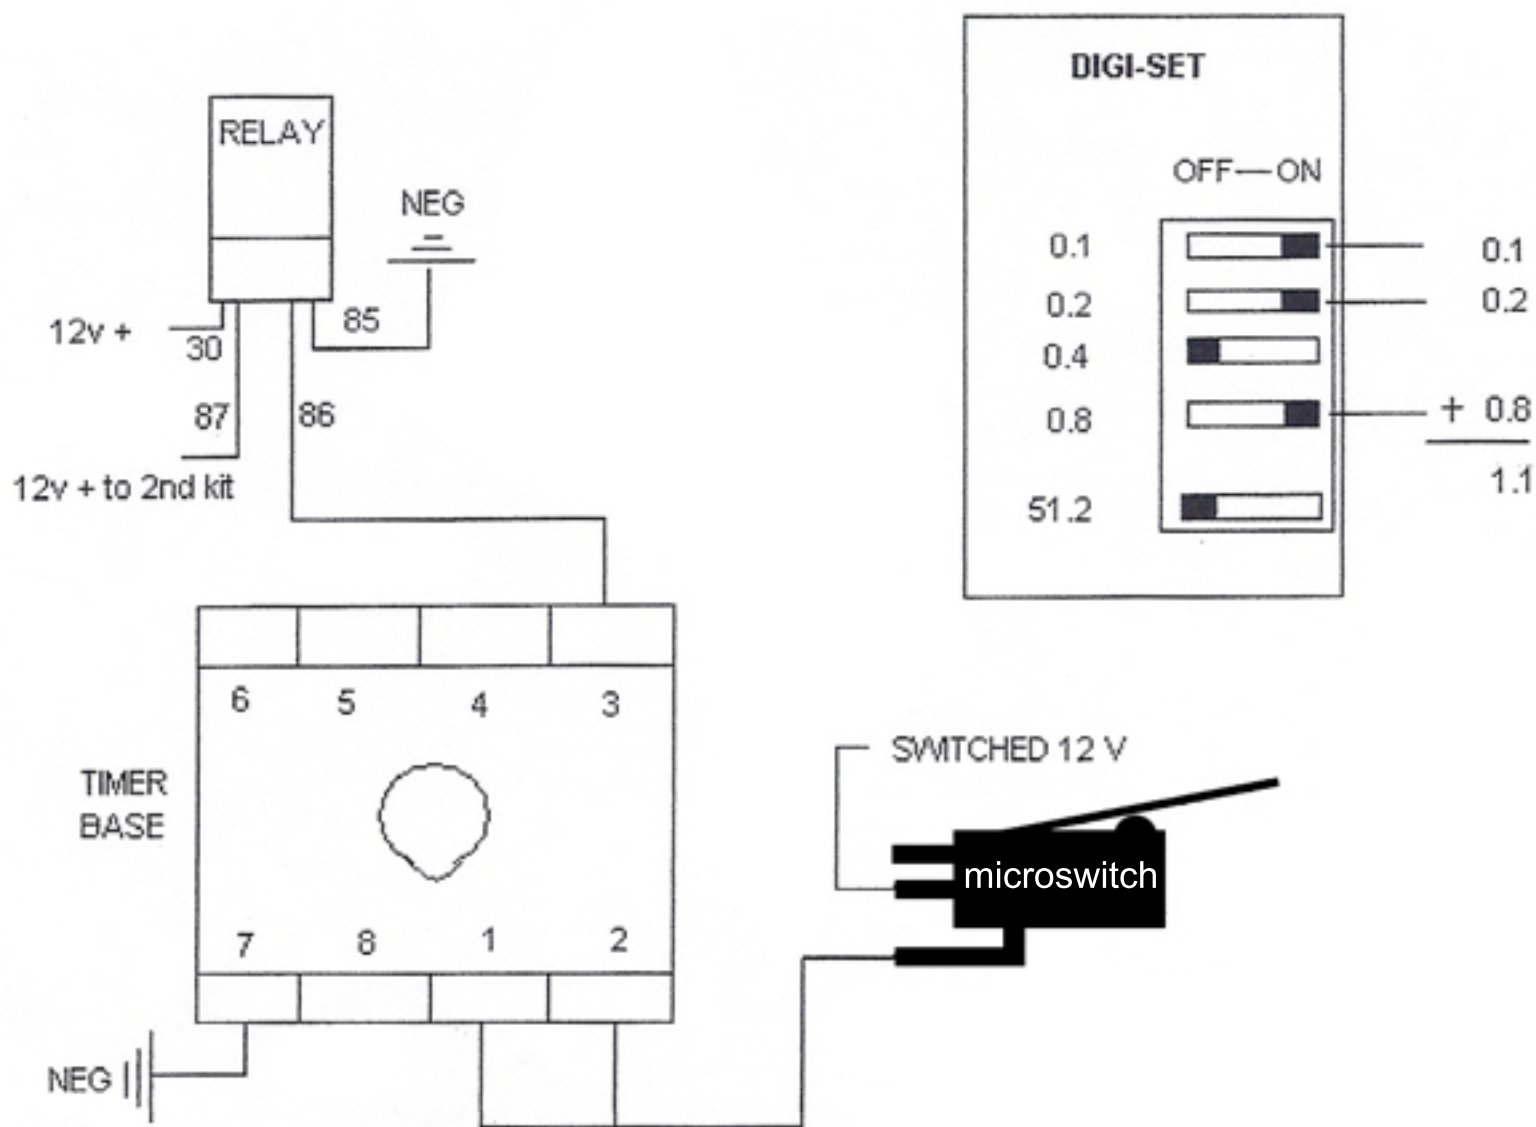 DIGI-SET
OFF—ON
0.1 0.1
0.2 0.2
0.4
0.8 + 0.8
1.1
51.2
RELAY
NEG
12v +
30
85
87
86
12v + to 2nd kit
6 5 4 3
TIMER
BASE
7 8 1 2
NEG
SWITCHED 12 V
microswitch